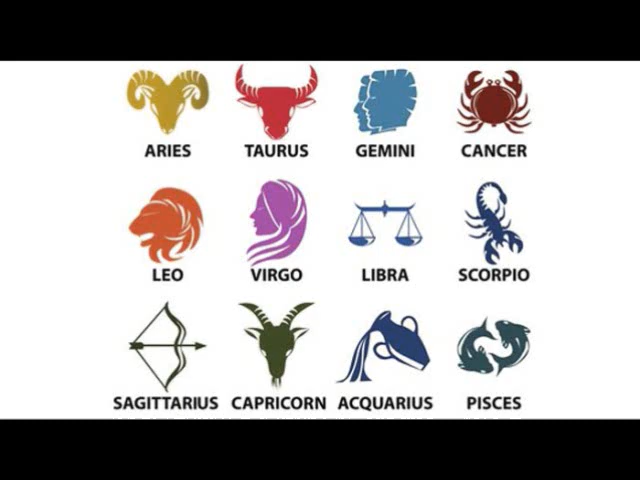 ARIES TAURUS GEMINI CANCER
LEO VIRGO LIBRA SCORPIO
SAGITTARIUS CAPRICORN ACQUARIUS PISCES